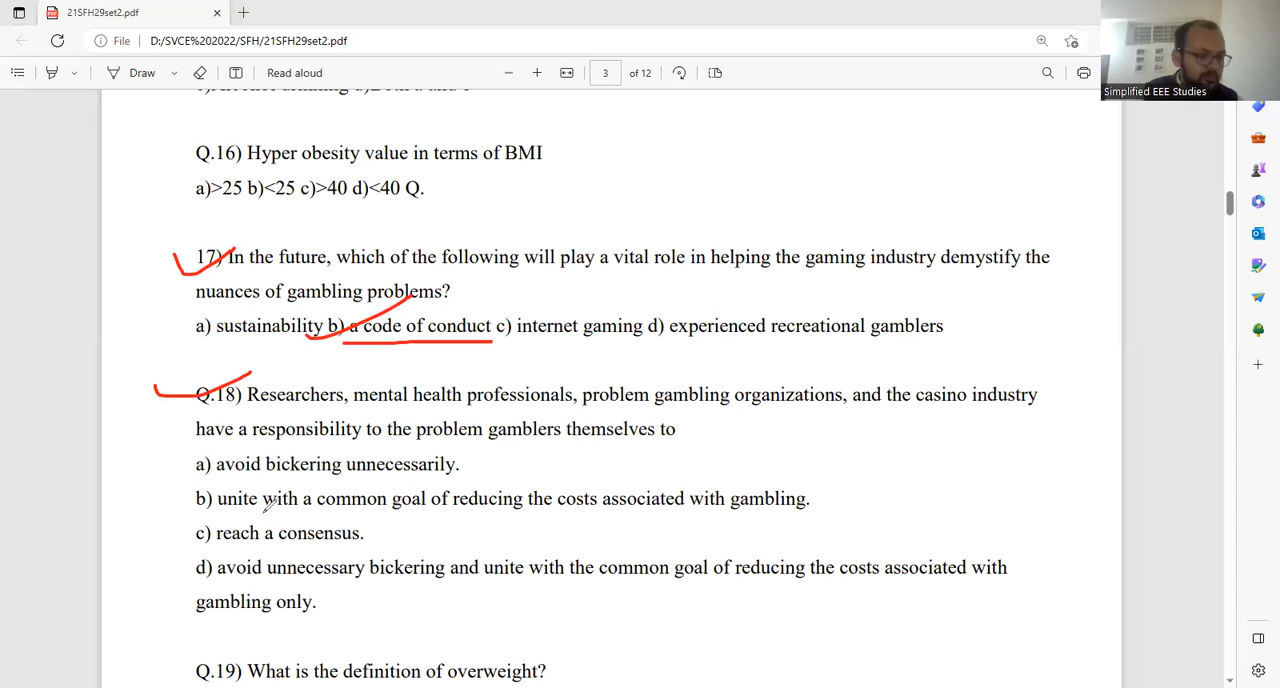 21SFH29set2.pdf
File D:/SVCE%202022/SFH/21SFH29set2.pdf
Draw Read aloud 3 of 12
Simplified EEE Studies
Q.16) Hyper obesity value in terms of BMI
a)>25 b)<25 c)>40 d)<40 Q.
17) In the future, which of the following will play a vital role in helping the gaming industry demystify the
nuances of gambling problems?
a) sustainability b) a code of conduct c) internet gaming d) experienced recreational gamblers
Q.18) Researchers, mental health professionals, problem gambling organizations, and the casino industry
have a responsibility to the problem gamblers themselves to
a) avoid bickering unnecessarily.
b) unite with a common goal of reducing the costs associated with gambling.
c) reach a consensus.
d) avoid unnecessary bickering and unite with the common goal of reducing the costs associated with
gambling only.
Q.19) What is the definition of overweight?